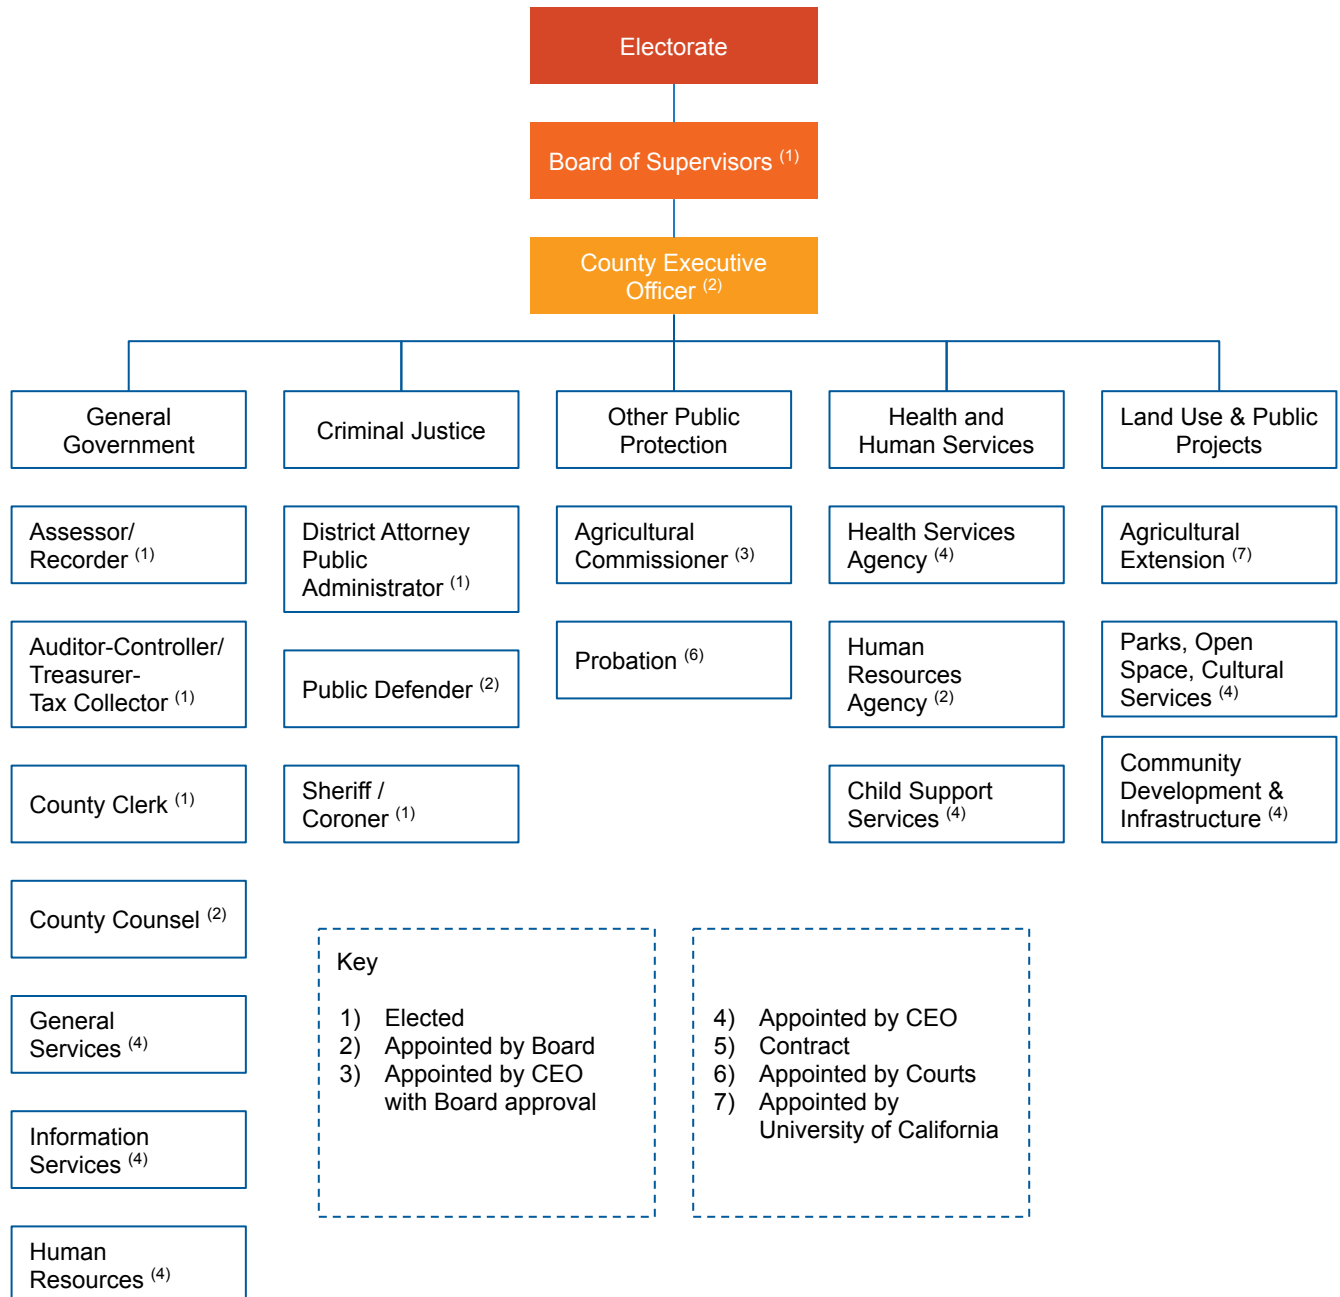 Electorate
Board of Supervisors (1)
County Executive
Officer (2)
General
Government
Criminal Justice
Other Public
Protection
Health and
Human Services
Land Use & Public
Projects
Assessor/
Recorder (1)
Auditor-Controller/
Treasurer-
Tax Collector (1)
County Clerk (1)
County Counsel (2)
General
Services (4)
Information
Services (4)
Human
Resources (4)
District Attorney
Public
Administrator (1)
Public Defender (2)
Sheriff /
Coroner (1)
Agricultural
Commissioner (3)
Probation (6)
Health Services
Agency (4)
Human
Resources
Agency (2)
Child Support
Services (4)
Agricultural
Extension (7)
Parks, Open
Space, Cultural
Services (4)
Community
Development &
Infrastructure (4)
Key
1) Elected
2) Appointed by Board
3) Appointed by CEO
with Board approval
4) Appointed by CEO
5) Contract
6) Appointed by Courts
7) Appointed by
University of California